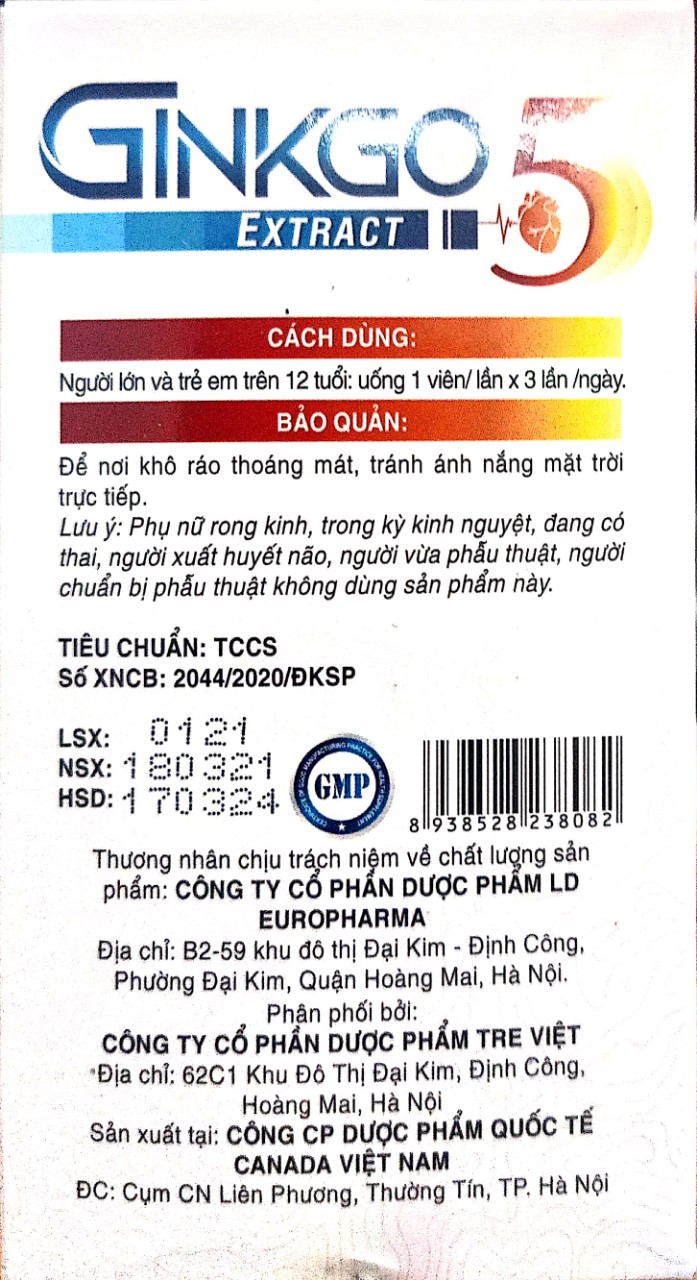 GINKGO 5
EXTRACT
CÁCH DÙNG:
Người lớn và trẻ em trên 12 tuổi: uống 1 viên/ lần x 3 lần /ngày.
BẢO QUẢN:
Để nơi khô ráo thoáng mát, tránh ánh nắng mặt trời
trực tiếp.
Lưu ý: Phụ nữ rong kinh, trong kỳ kinh nguyệt, đang có
thai, người xuất huyết não, người vừa phẫu thuật, người
chuẩn bị phẫu thuật không dùng sản phẩm này.
TIÊU CHUẨN: TCCS
Số XNCB: 2044/2020/ĐKSP
LSX: 0121
NSX: 180321
HSD: 170324
CERTIFICATE OF GOOD MANUFACTURING PRACTICE FOR HEALTH SUPPLEMENT
GMP
8 938528 238082
Thương nhân chịu trách niệm về chất lượng sản
phẩm: CÔNG TY CỔ PHẦN DƯỢC PHẨM LD
EUROPHARMA
Địa chỉ: B2-59 khu đô thị Đại Kim - Định Công,
Phường Đại Kim, Quận Hoàng Mai, Hà Nội.
Phân phối bởi:
CÔNG TY CỔ PHẦN DƯỢC PHẨM TRE VIỆT
Địa chỉ: 62C1 Khu Đô Thị Đại Kim, Định Công,
Hoàng Mai, Hà Nội
Sản xuất tại: CÔNG CP DƯỢC PHẨM QUỐC TẾ
CANADA VIỆT NAM
ĐC: Cụm CN Liên Phương, Thường Tín, TP. Hà Nội